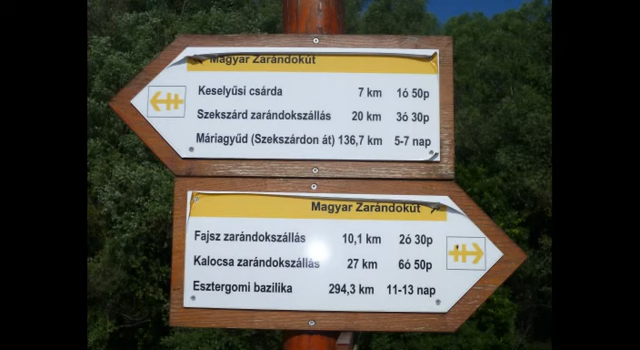 Magyar Zarándokút
Keselyűsi csárda 7 km 1ó 50p
Szekszárd zarándokszállás 20 km 3ó 30p
Máriagyűd (Szekszárdon át) 136,7 km 5-7 nap
Magyar Zarándokút
Fajsz zarándokszállás 10,1 km 2ó 30p
Kalocsa zarándokszállás 27 km 6ó 50p
Esztergomi bazilika 294,3 km 11-13 nap